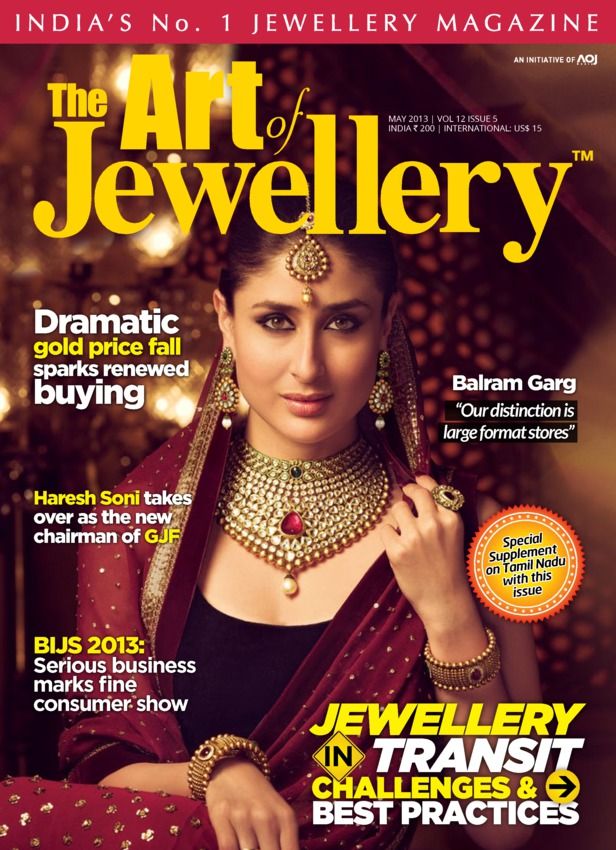 INDIA'S No. 1 JEWELLERY MAGAZINE
AN INITIATIVE OF AOJ
The Art of
Jewellery™
MAY 2013 | VOL 12 ISSUE 5
INDIA ₹ 200 | INTERNATIONAL: US$ 15
Dramatic
gold price fall
sparks renewed
buying
Balram Garg
“Our distinction is
large format stores”
Haresh Soni takes
over as the new
chairman of GJF
Special
Supplement
on Tamil Nadu
with this
issue
BIJS 2013:
Serious business
marks fine
consumer show
JEWELLERY
IN TRANSIT
CHALLENGES &
BEST PRACTICES